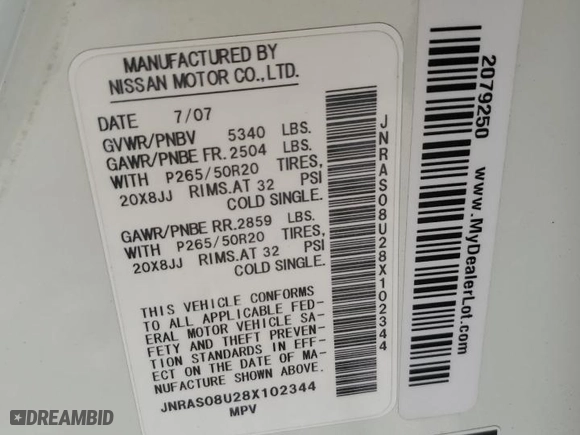 MANUFACTURED BY
NISSAN MOTOR CO., LTD.
DATE 7/07
GVWR/PNBV 5340 LBS.
GAWR/PNBE FR. 2504 LBS.
WITH P265/50R20 TIRES,
20X8JJ RIMS. AT 32 PSI
COLD SINGLE.
GAWR/PNBE RR. 2859 LBS.
WITH P265/50R20 TIRES,
20X8JJ RIMS. AT 32 PSI
COLD SINGLE.
THIS VEHICLE CONFORMS
TO ALL APPLICABLE FED-
ERAL MOTOR VEHICLE SA-
FETY AND THEFT PREVEN-
TION STANDARDS IN EFF-
ECT ON THE DATE OF MA-
NUFACTURE SHOWN ABOVE.
JNRAS08U28X102344
MPV
JNRAS08U28X102344
2079250
www.MyDealerLot.com
DREAMBID